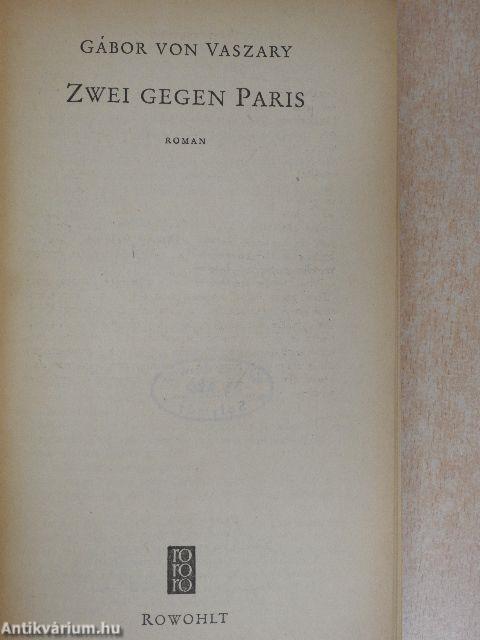 GÁBOR VON VASZARY
ZWEI GEGEN PARIS
ROMAN
ro
ro
ro
ROWOHLT
Antikvárium.hu